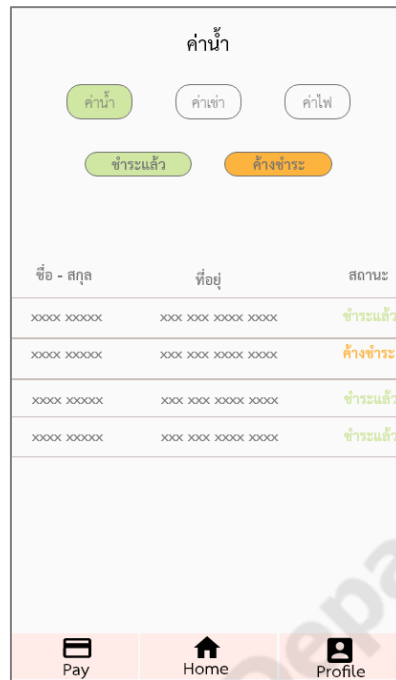 ค่าน้ำ
ค่าน้ำ ค่าเช่า ค่าไฟ
ชำระแล้ว ค้างชำระ
ชื่อ - สกุล ที่อยู่ สถานะ
xxxx xxxxx xxx xxx xxxx xxxx ชำระแล้ว
xxxx xxxxx xxx xxx xxxx xxxx ค้างชำระ
xxxx xxxxx xxx xxx xxxx xxxx ชำระแล้ว
xxxx xxxxx xxx xxx xxxx xxxx ชำระแล้ว
Pay Home Profile